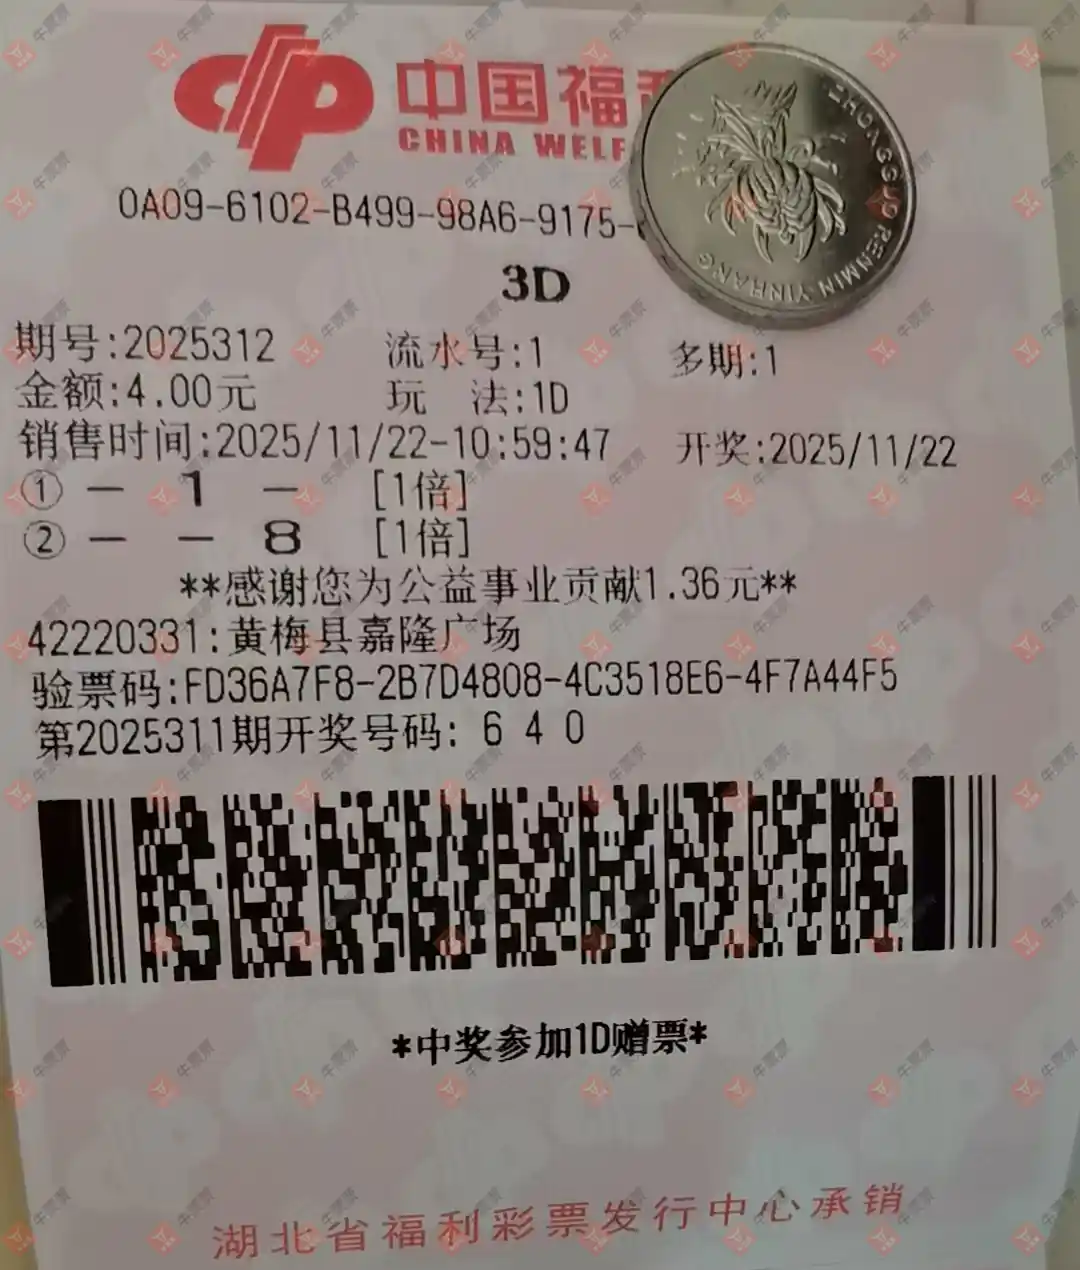 中国福
CHINA WELF
0A09-6102-B499-98A6-9175-
ZHONGGUO RENMIN YINHANG
3D
期号:2025312 流水号:1 多期:1
金额:4.00元 玩 法:1D
销售时间:2025/11/22-10:59:47 开奖:2025/11/22
① — 1 — [1倍]
② — — 8 [1倍]
**感谢您为公益事业贡献1.36元**
42220331:黄梅县嘉隆广场
验票码:FD36A7F8-2B7D4808-4C3518E6-4F7A44F5
第2025311期开奖号码: 6 4 0
*中奖参加1D赠票*
湖北省福利彩票发行中心承销